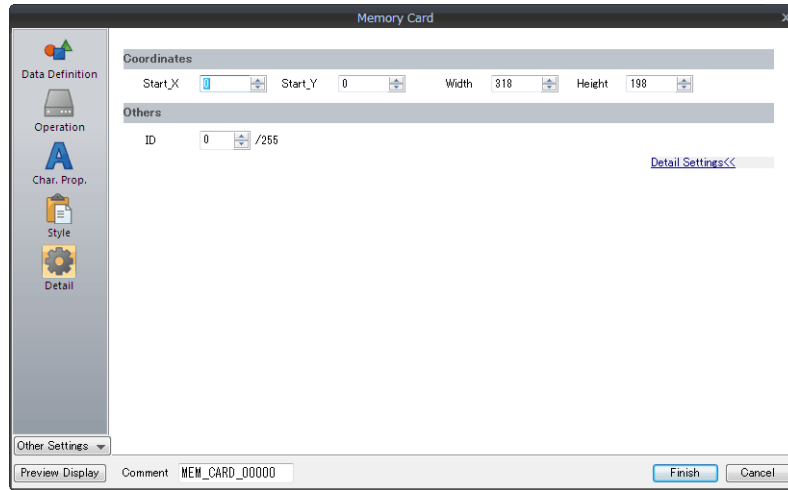 Memory Card
Data Definition
Operation
Char. Prop.
Style
Detail
Other Settings
Coordinates
Start_X 0 Start_Y 0 Width 318 Height 198
Others
ID 0 /255
Detail Settings<<
Preview Display Comment MEM_CARD_00000 Finish Cancel